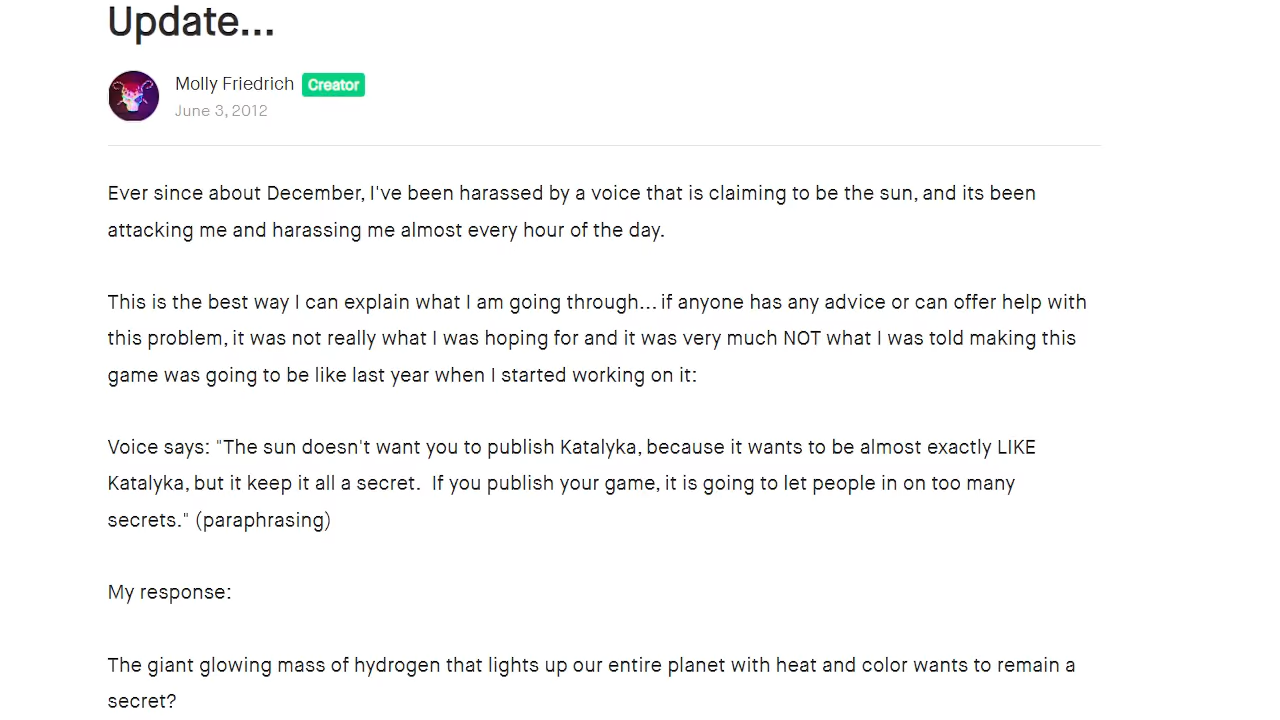 Update...
Molly Friedrich Creator
June 3, 2012
Ever since about December, I've been harassed by a voice that is claiming to be the sun, and its been
attacking me and harassing me almost every hour of the day.
This is the best way I can explain what I am going through... if anyone has any advice or can offer help with
this problem, it was not really what I was hoping for and it was very much NOT what I was told making this
game was going to be like last year when I started working on it:
Voice says: "The sun doesn't want you to publish Katalyka, because it wants to be almost exactly LIKE
Katalyka, but it keep it all a secret.  If you publish your game, it is going to let people in on too many
secrets." (paraphrasing)
My response:
The giant glowing mass of hydrogen that lights up our entire planet with heat and color wants to remain a
secret?